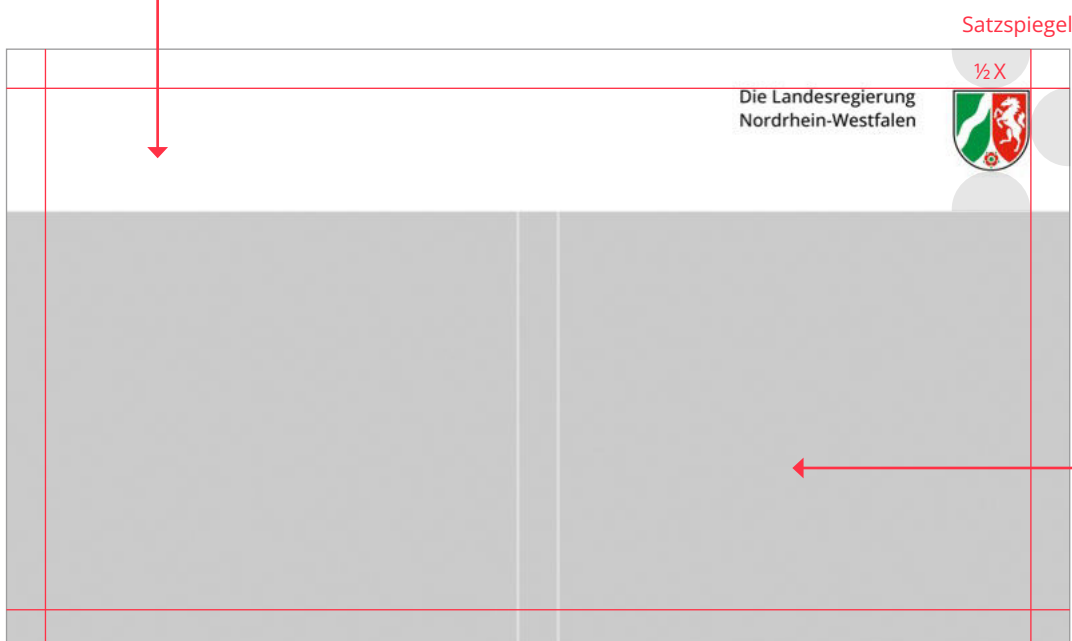 Satzspiegel
½ X
Die Landesregierung
Nordrhein-Westfalen